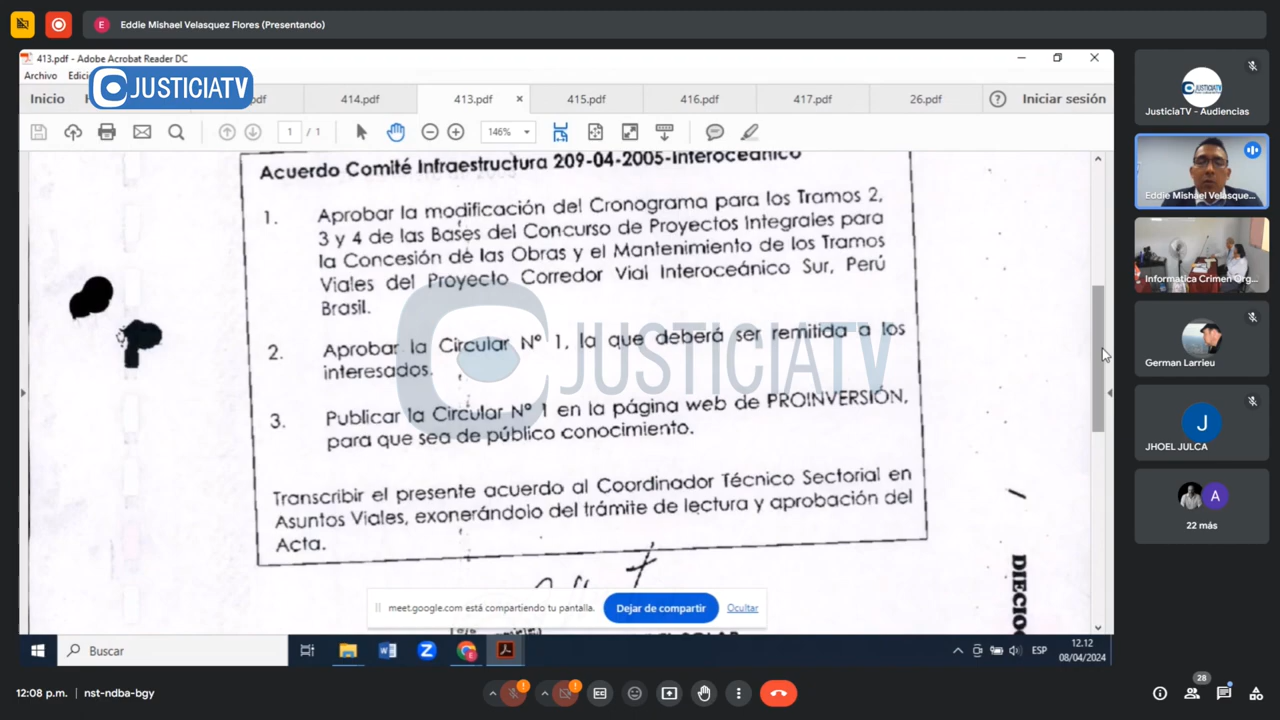 E
Eddie Mishael Velasquez Flores (Presentando)
413.pdf - Adobe Acrobat Reader DC
Archivo
JUSTICIATV
Inicio
414.pdf
413.pdf
415.pdf
416.pdf
417.pdf
26.pdf
Iniciar sesión
1 / 1
146%
Acuerdo Comité Infraestructura 209-04-2005-Interoceánico
1. Aprobar la modificación del Cronograma para los Tramos 2,
3 y 4 de las Bases del Concurso de Proyectos Integrales para
la Concesión de las Obras y el Mantenimiento de los Tramos
Viales del Proyecto Corredor Vial Interoceánico Sur, Perú
Brasil.
2. Aprobar la Circular Nº 1, la que deberá ser remitida a los
interesados.
3. Publicar la Circular Nº 1 en la página web de PROINVERSIÓN,
para que sea de público conocimiento.
Transcribir el presente acuerdo al Coordinador Técnico Sectorial en
Asuntos Viales, exonerándolo del trámite de lectura y aprobación del
Acta.
JUSTICIATV
DIECIOC
meet.google.com está compartiendo tu pantalla.
Dejar de compartir
Ocultar
Buscar
ESP
12.12
08/04/2024
JUSTICIATV
JusticiaTV - Audiencias
Eddie Mishael Velasque...
Informatica Crimen Org...
German Larrieu
J
JHOEL JULCA
A
22 más
12:08 p.m.
nst-ndba-bgy
28